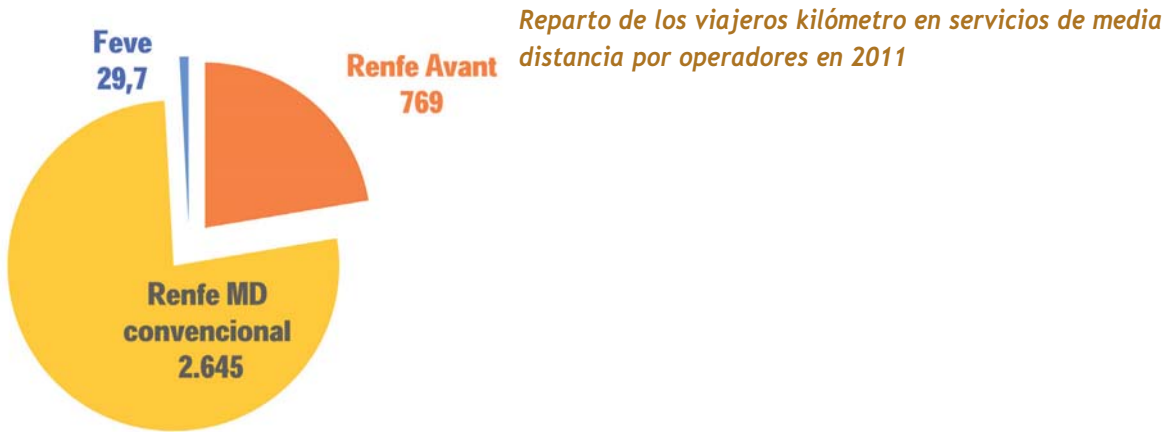 Reparto de los viajeros kilómetro en servicios de media
distancia por operadores en 2011
Feve
29,7
Renfe Avant
769
Renfe MD
convencional
2.645